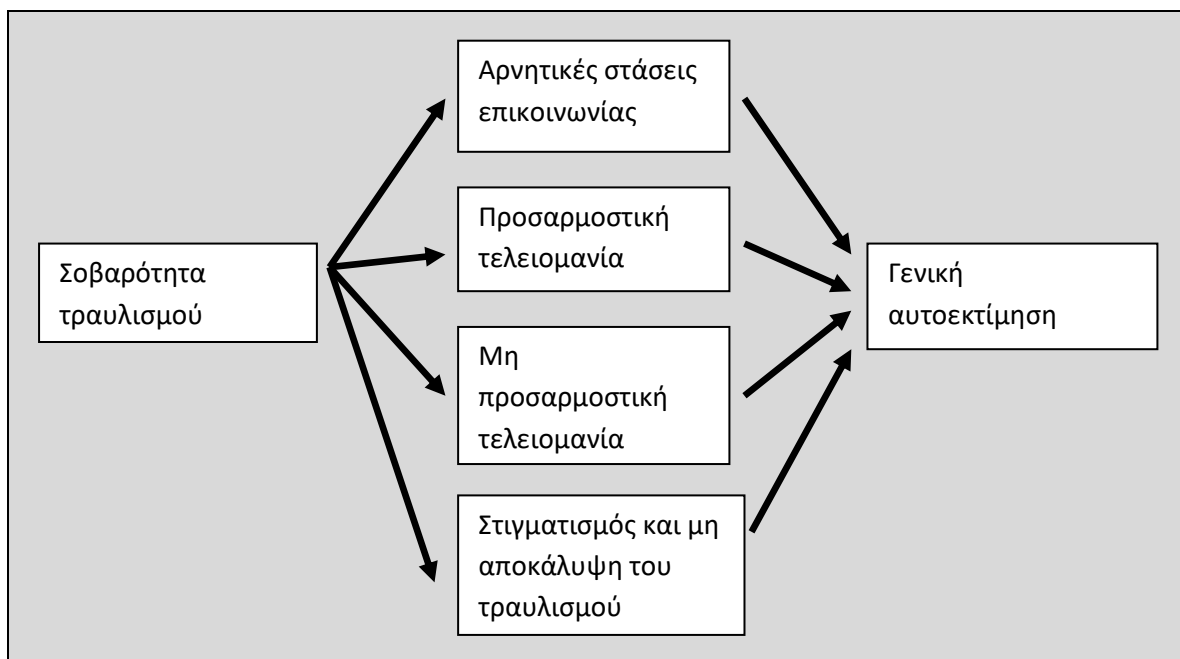 Αρνητικές στάσεις
επικοινωνίας
Προσαρμοστική
τελειομανία
Σοβαρότητα
τραυλισμού
Γενική
αυτοεκτίμηση
Μη
προσαρμοστική
τελειομανία
Στιγματισμός και μη
αποκάλυψη του
τραυλισμού